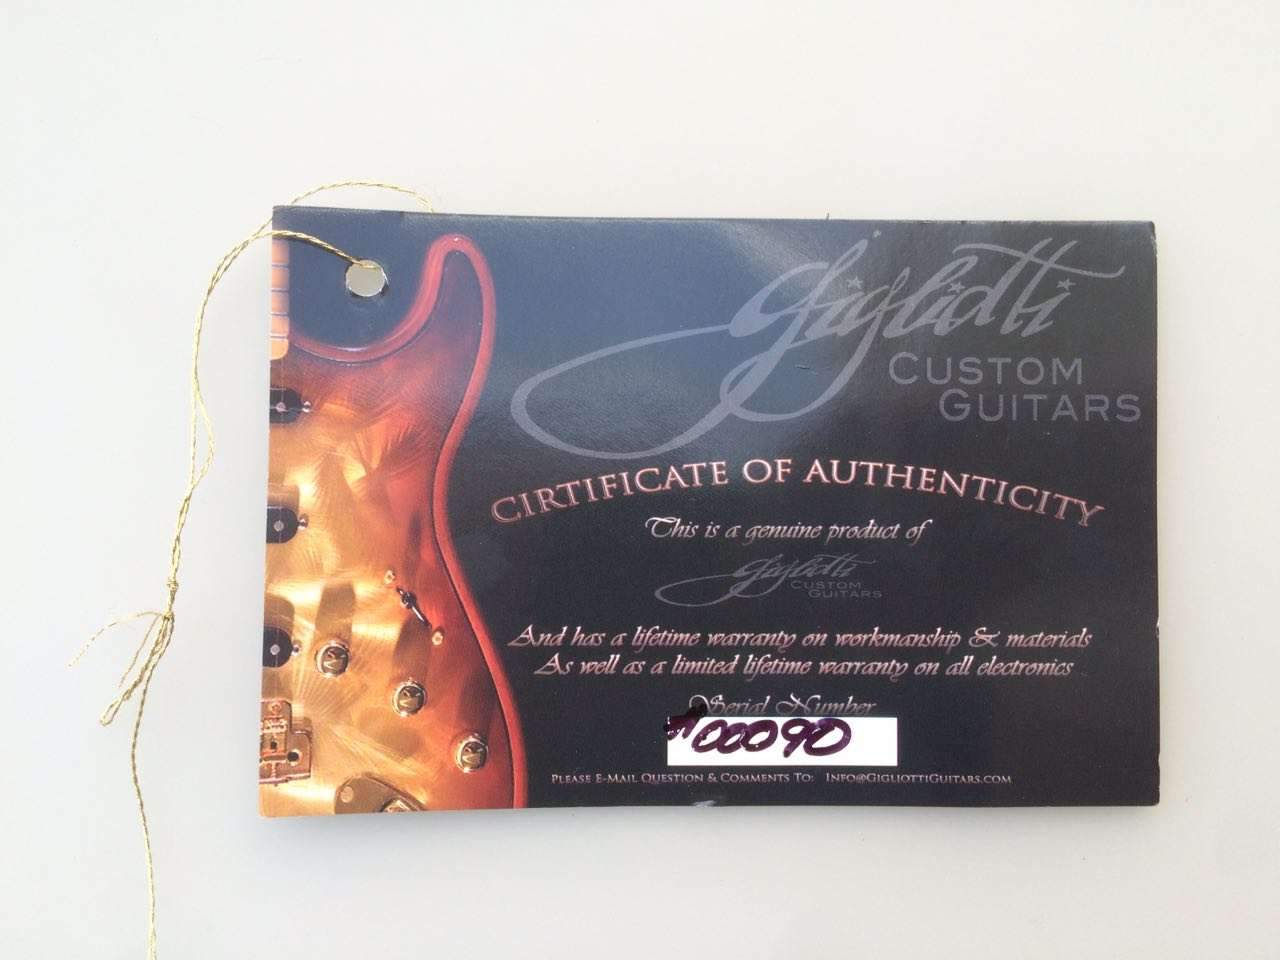 Gigliotti
CUSTOM
GUITARS
CIRTIFICATE OF AUTHENTICITY
This is a genuine product of
Gigliotti
CUSTOM
GUITARS
And has a lifetime warranty on workmanship & materials
As well as a limited lifetime warranty on all electronics
Serial Number
#00090
PLEASE E-MAIL QUESTION & COMMENTS TO: INFO@GIGLIOTTIGUITARS.COM